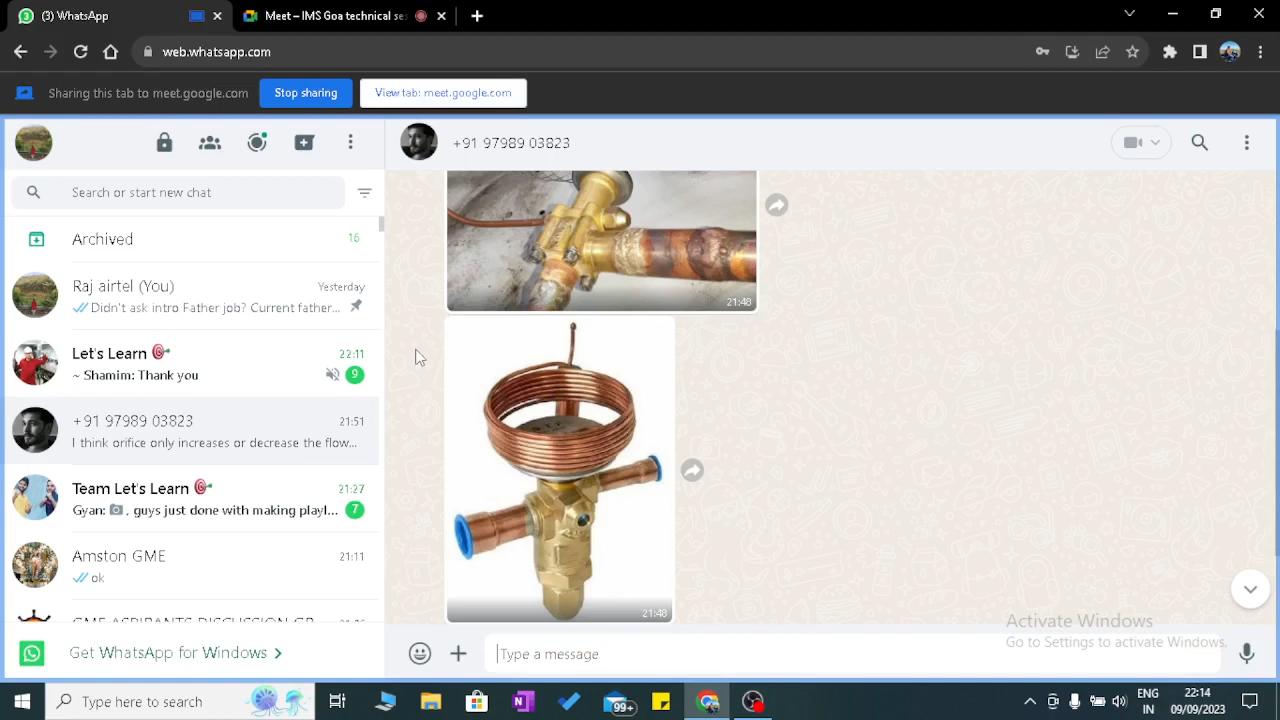 3
(3) WhatsApp
Meet – IMS Goa technical se
web.whatsapp.com
Sharing this tab to meet.google.com
Stop sharing
View tab: meet.google.com
+91 97989 03823
Search or start new chat
Archived
16
Raj airtel (You)
Yesterday
Didn't ask intro Father job? Current father...
Let's Learn
22:11
~ Shamim: Thank you
9
+91 97989 03823
21:51
I think orifice only increases or decrease the flow...
Team Let's Learn
21:27
Gyan: , guys just done with making playl...
7
Amston GME
21:11
ok
Get WhatsApp for Windows
21:48
21:48
Type a message
Activate Windows
Go to Settings to activate Windows.
Type here to search
99+
ENG
IN
22:14
09/09/2023